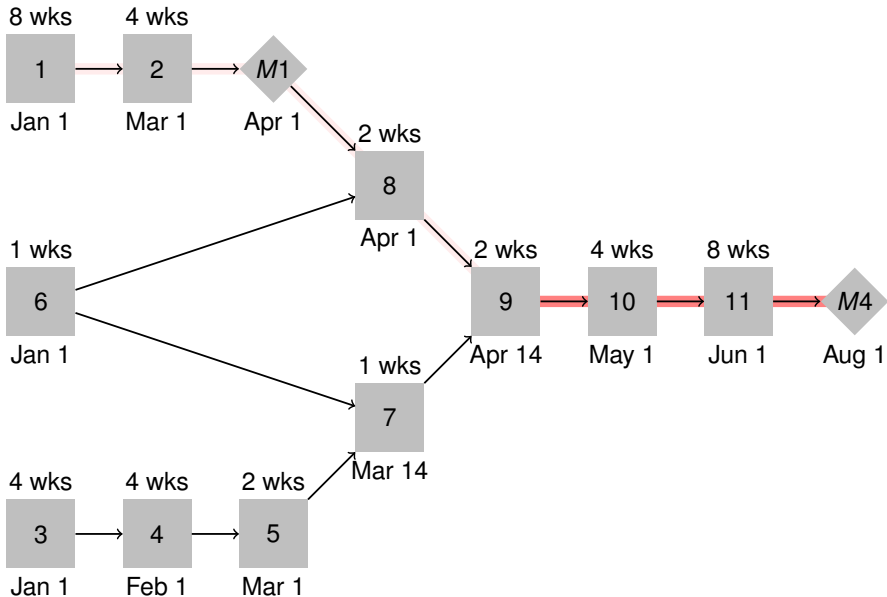 8 wks
4 wks
1
2
M1
Jan 1
Mar 1
Apr 1
2 wks
8
Apr 1
1 wks
6
Jan 1
2 wks
4 wks
8 wks
9
10
11
M4
Apr 14
May 1
Jun 1
Aug 1
1 wks
7
Mar 14
4 wks
4 wks
2 wks
3
4
5
Jan 1
Feb 1
Mar 1